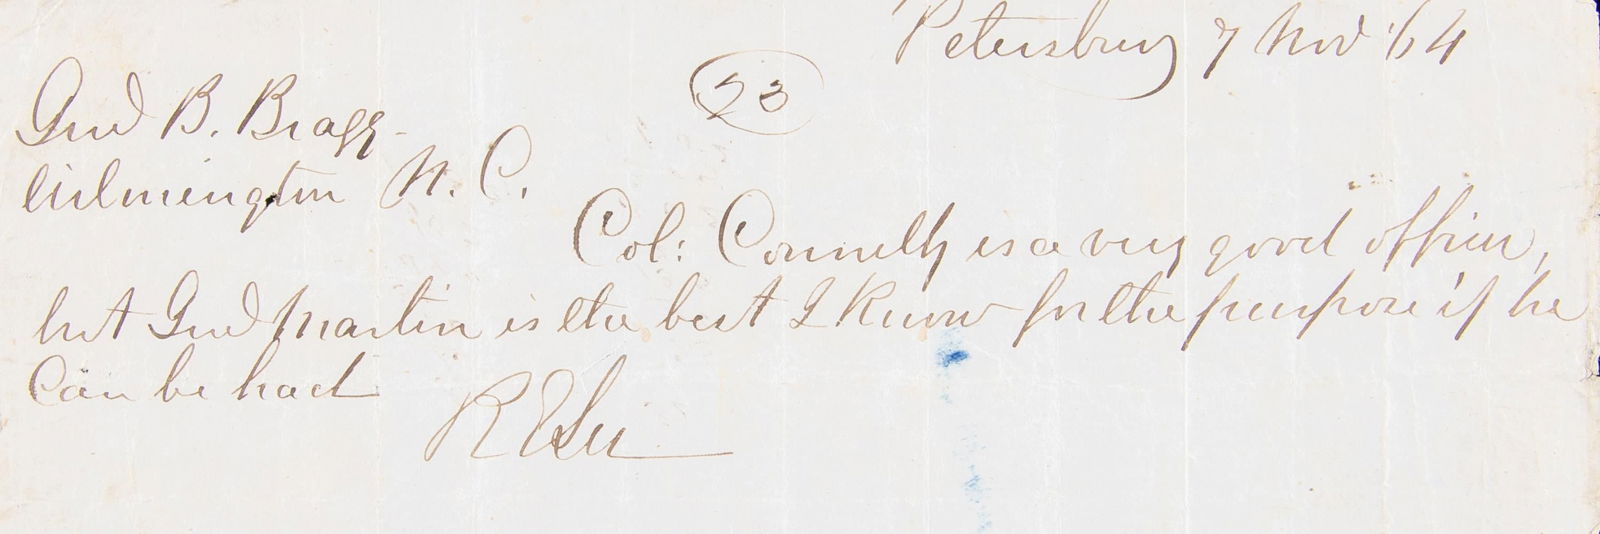 Petersburg 7 Nov '64
23
Genl B. Bragg
Wilmington N. C.
Col: Connelly is a very good officer,
but Genl Martin is the best I know for the purpose if he
can be had
R E Lee